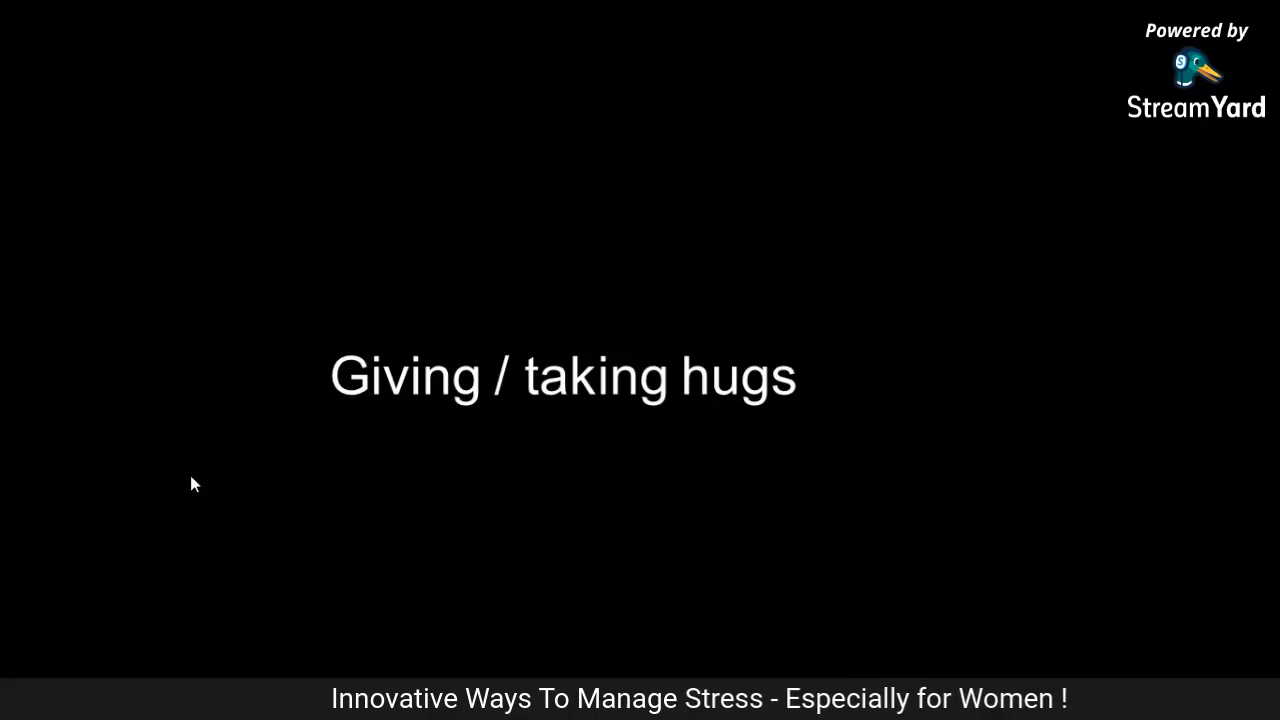 Powered by
StreamYard
Giving / taking hugs
Innovative Ways To Manage Stress - Especially for Women !